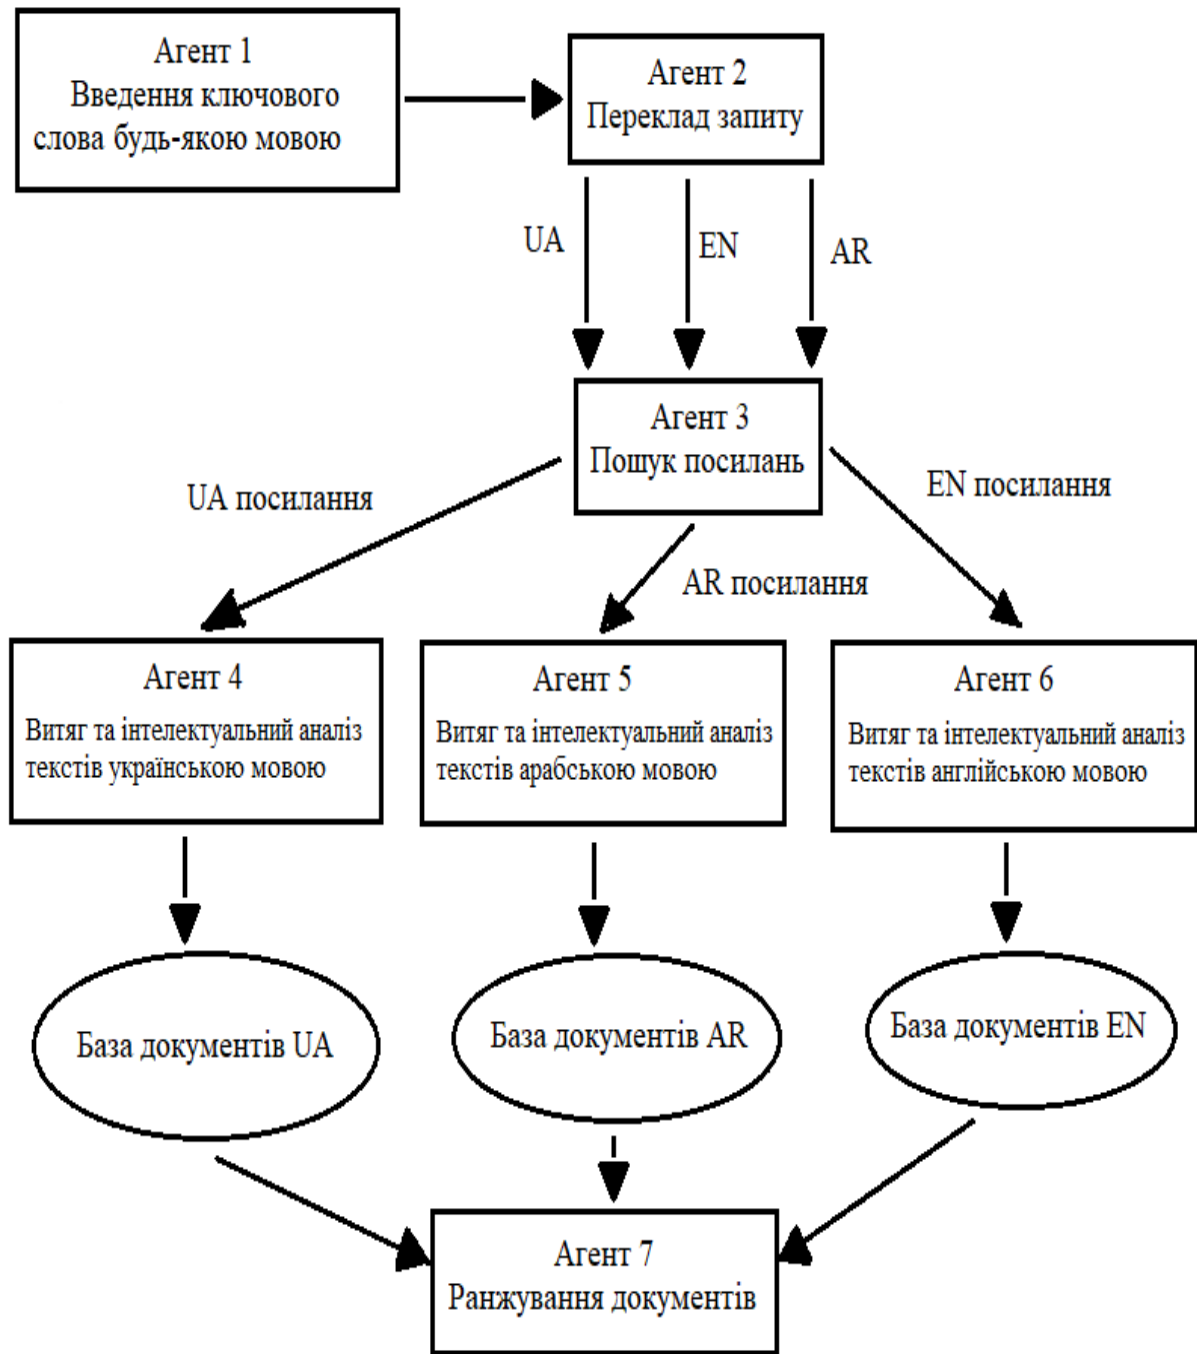 Агент 1
Введення ключового
слова будь-якою мовою
Агент 2
Переклад запиту
UA
EN
AR
Агент 3
Пошук посилань
UA посилання
EN посилання
AR посилання
Агент 4
Витяг та інтелектуальний аналіз
текстів українською мовою
Агент 5
Витяг та інтелектуальний аналіз
текстів арабською мовою
Агент 6
Витяг та інтелектуальний аналіз
текстів англійською мовою
База документів UA
База документів AR
База документів EN
Агент 7
Ранжування документів